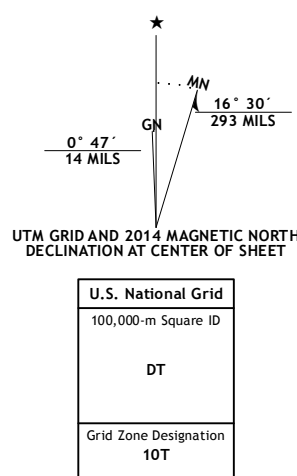 ★
MN
GN
16° 30´
293 MILS
0° 47´
14 MILS
UTM GRID AND 2014 MAGNETIC NORTH
DECLINATION AT CENTER OF SHEET
U.S. National Grid
100,000-m Square ID
DT
Grid Zone Designation
10T